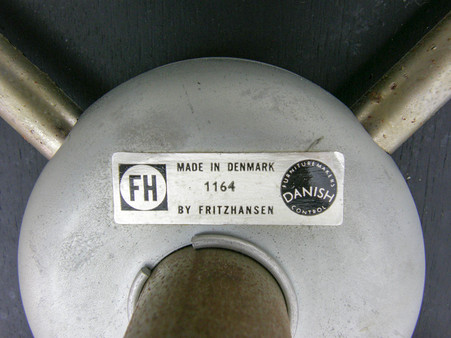 FH
MADE IN DENMARK
1164
BY FRITZHANSEN
FURNITUREMAKERS
DANISH
CONTROL